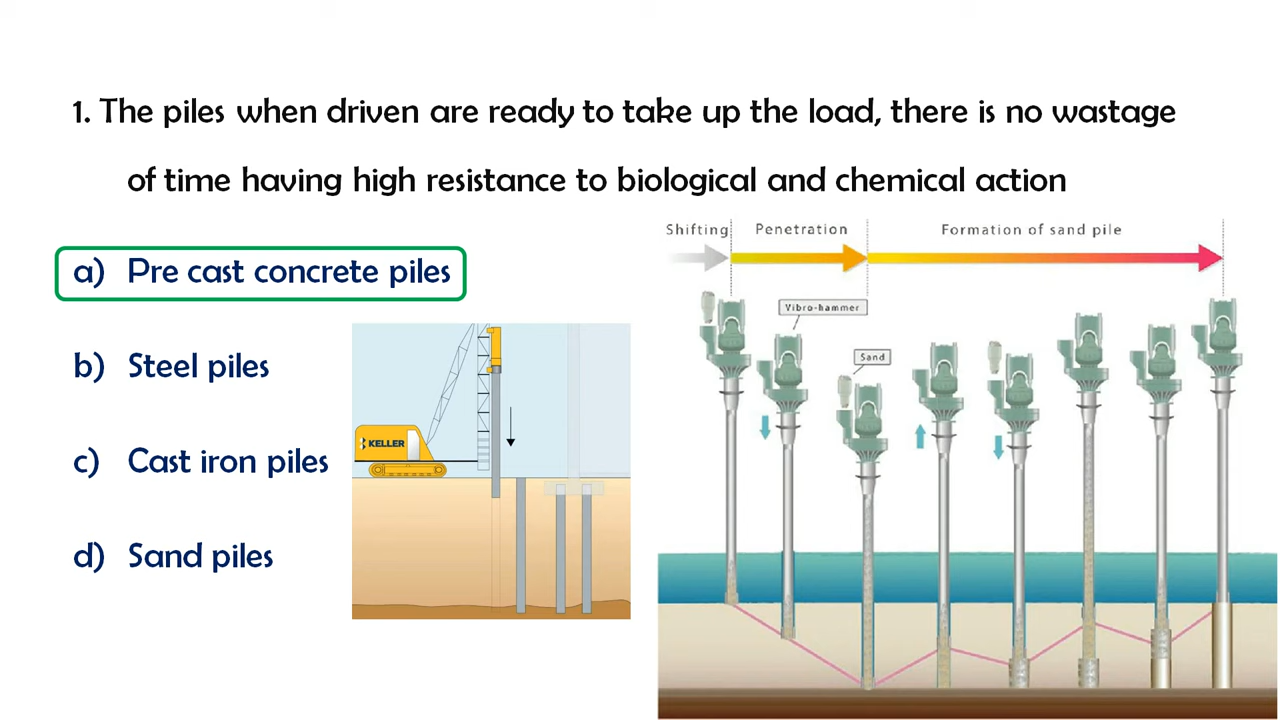 1. The piles when driven are ready to take up the load, there is no wastage
of time having high resistance to biological and chemical action
a) Pre cast concrete piles
b) Steel piles
c) Cast iron piles
d) Sand piles
KELLER
Shifting Penetration Formation of sand pile
Vibro-hammer
Sand